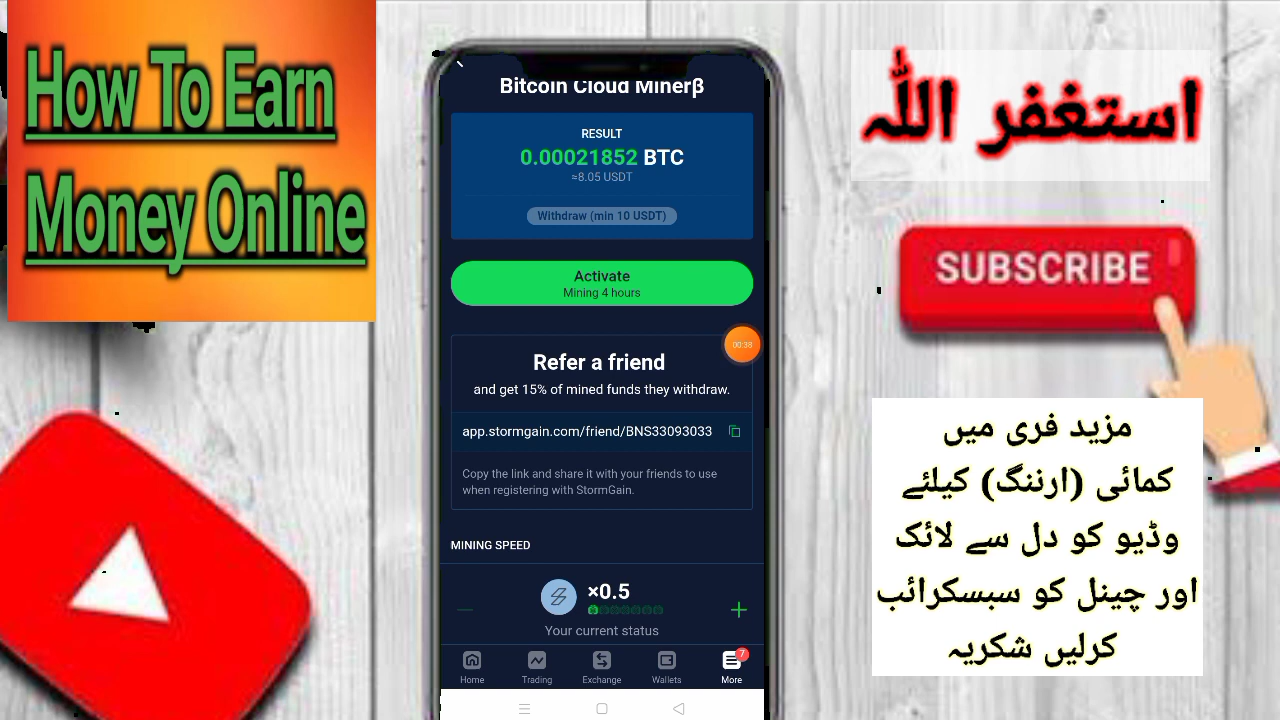 How To Earn
Money Online
Bitcoin Cloud Minerβ
RESULT
0.00021852 BTC
≈8.05 USDT
Withdraw (min 10 USDT)
Activate
Mining 4 hours
00:38
Refer a friend
and get 15% of mined funds they withdraw.
app.stormgain.com/friend/BNS33093033
Copy the link and share it with your friends to use
when registering with StormGain.
MINING SPEED
×0.5
Your current status
7
Home Trading Exchange Wallets More
استغفر اللّٰہ
SUBSCRIBE
مزید فری میں
کمائی (ارننگ) کیلئے
وڈیو کو دل سے لائک
اور چینل کو سبسکرائب
کرلیں شکریہ